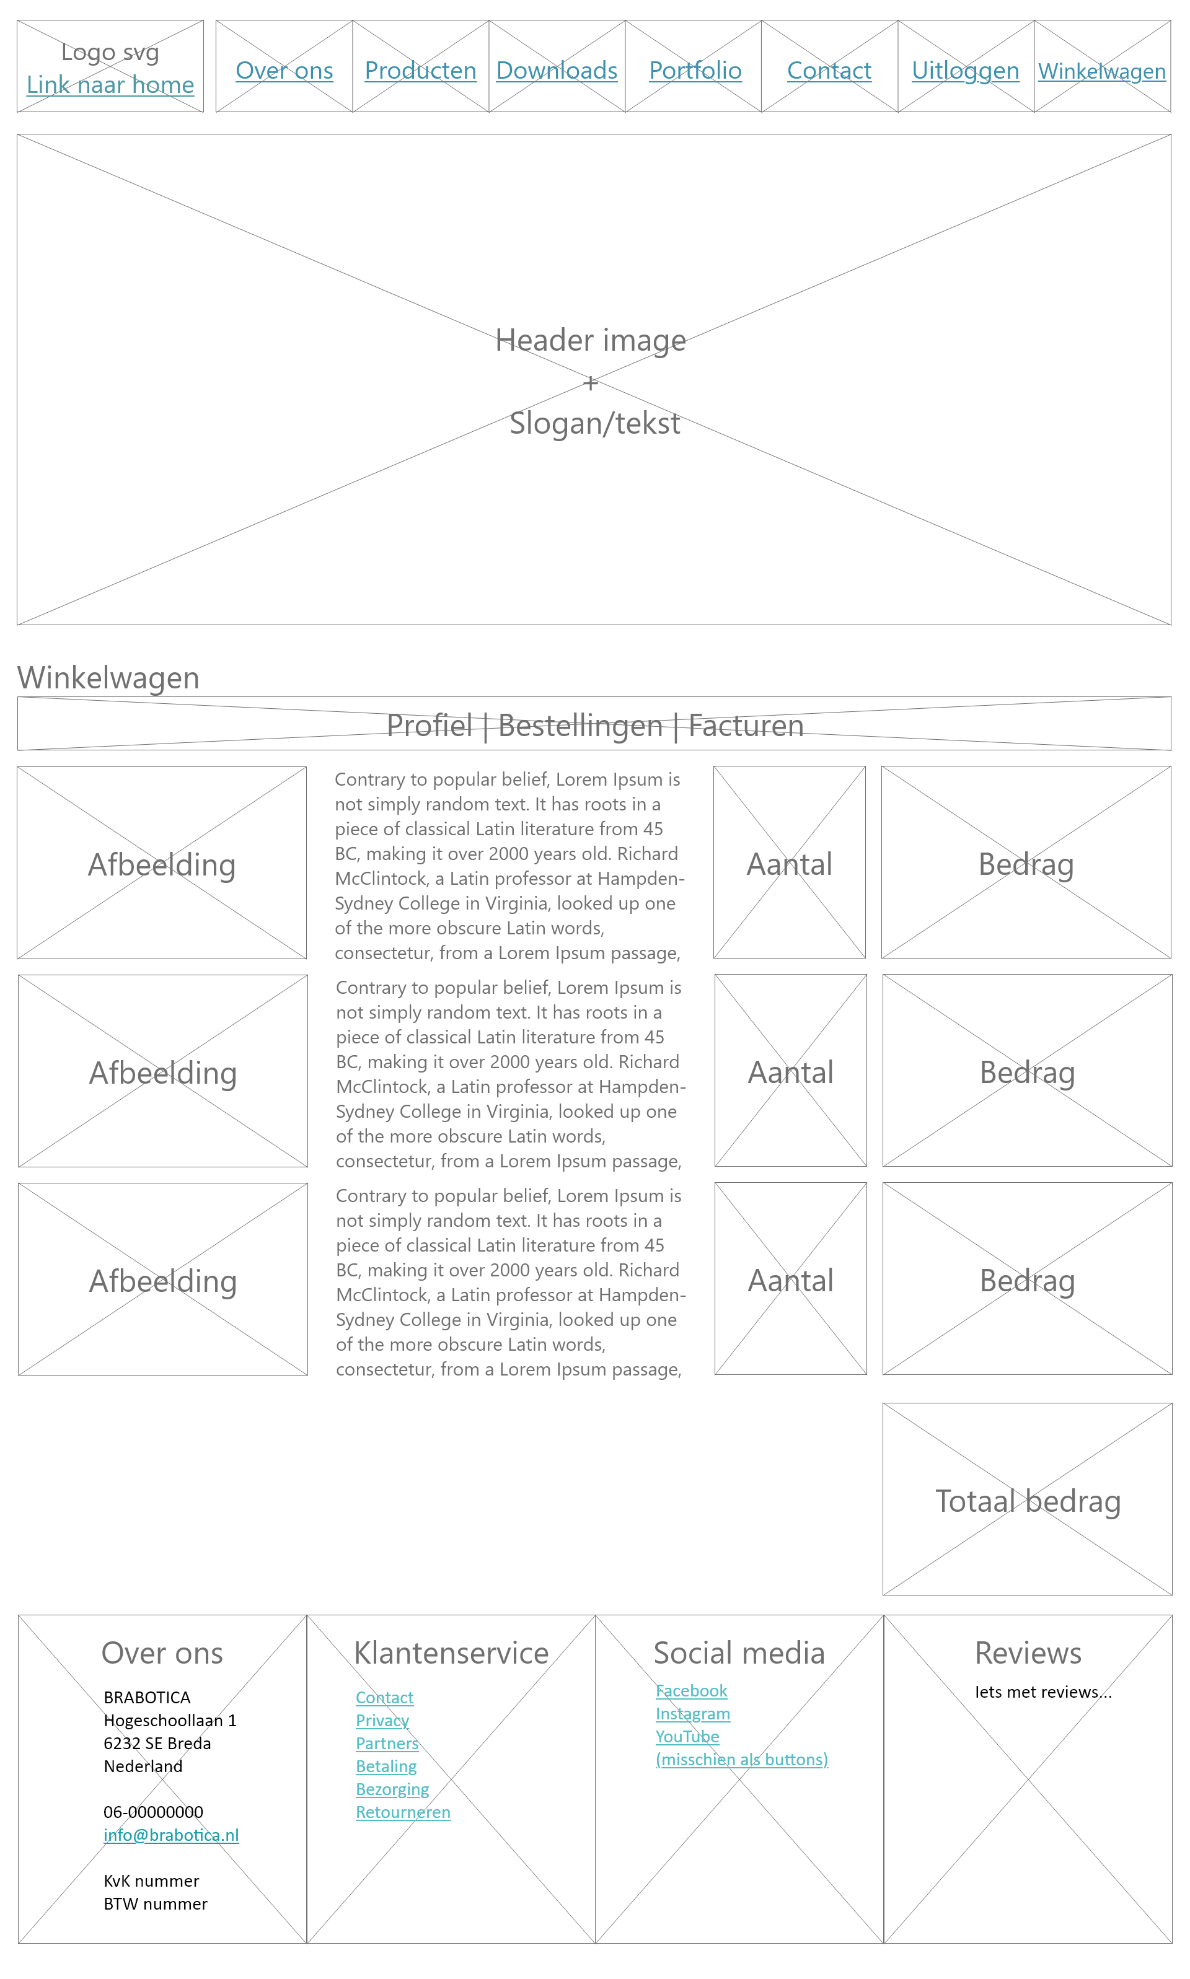 Logo svg
Link naar home
Over ons
Producten
Downloads
Portfolio
Contact
Uitloggen
Winkelwagen
Header image
+
Slogan/tekst
Winkelwagen
Profiel | Bestellingen | Facturen
Afbeelding
Contrary to popular belief, Lorem Ipsum is
not simply random text. It has roots in a
piece of classical Latin literature from 45
BC, making it over 2000 years old. Richard
McClintock, a Latin professor at Hampden-
Sydney College in Virginia, looked up one
of the more obscure Latin words,
consectetur, from a Lorem Ipsum passage,
Aantal
Bedrag
Afbeelding
Contrary to popular belief, Lorem Ipsum is
not simply random text. It has roots in a
piece of classical Latin literature from 45
BC, making it over 2000 years old. Richard
McClintock, a Latin professor at Hampden-
Sydney College in Virginia, looked up one
of the more obscure Latin words,
consectetur, from a Lorem Ipsum passage,
Aantal
Bedrag
Afbeelding
Contrary to popular belief, Lorem Ipsum is
not simply random text. It has roots in a
piece of classical Latin literature from 45
BC, making it over 2000 years old. Richard
McClintock, a Latin professor at Hampden-
Sydney College in Virginia, looked up one
of the more obscure Latin words,
consectetur, from a Lorem Ipsum passage,
Aantal
Bedrag
Totaal bedrag
Over ons
BRABOTICA
Hogeschoollaan 1
6232 SE Breda
Nederland
06-00000000
info@brabotica.nl
KvK nummer
BTW nummer
Klantenservice
Contact
Privacy
Partners
Betaling
Bezorging
Retourneren
Social media
Facebook
Instagram
YouTube
(misschien als buttons)
Reviews
Iets met reviews...